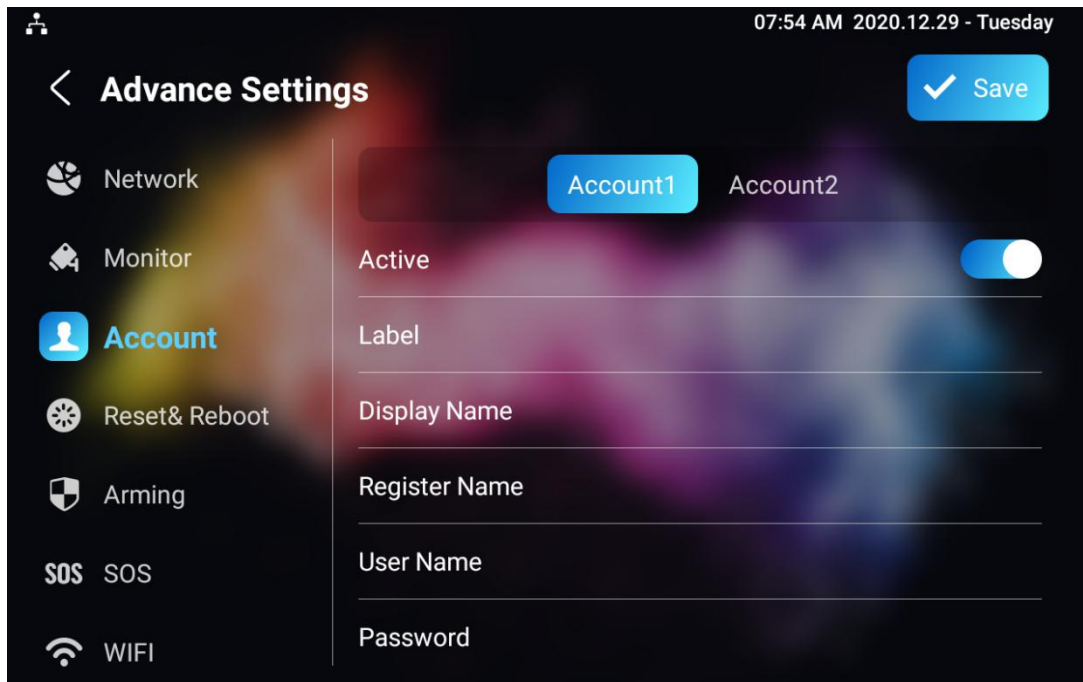 07:54 AM 2020.12.29 - Tuesday
Advance Settings
Save
Network
Monitor
Account
Reset& Reboot
Arming
SOS SOS
WIFI
Account1 Account2
Active
Label
Display Name
Register Name
User Name
Password